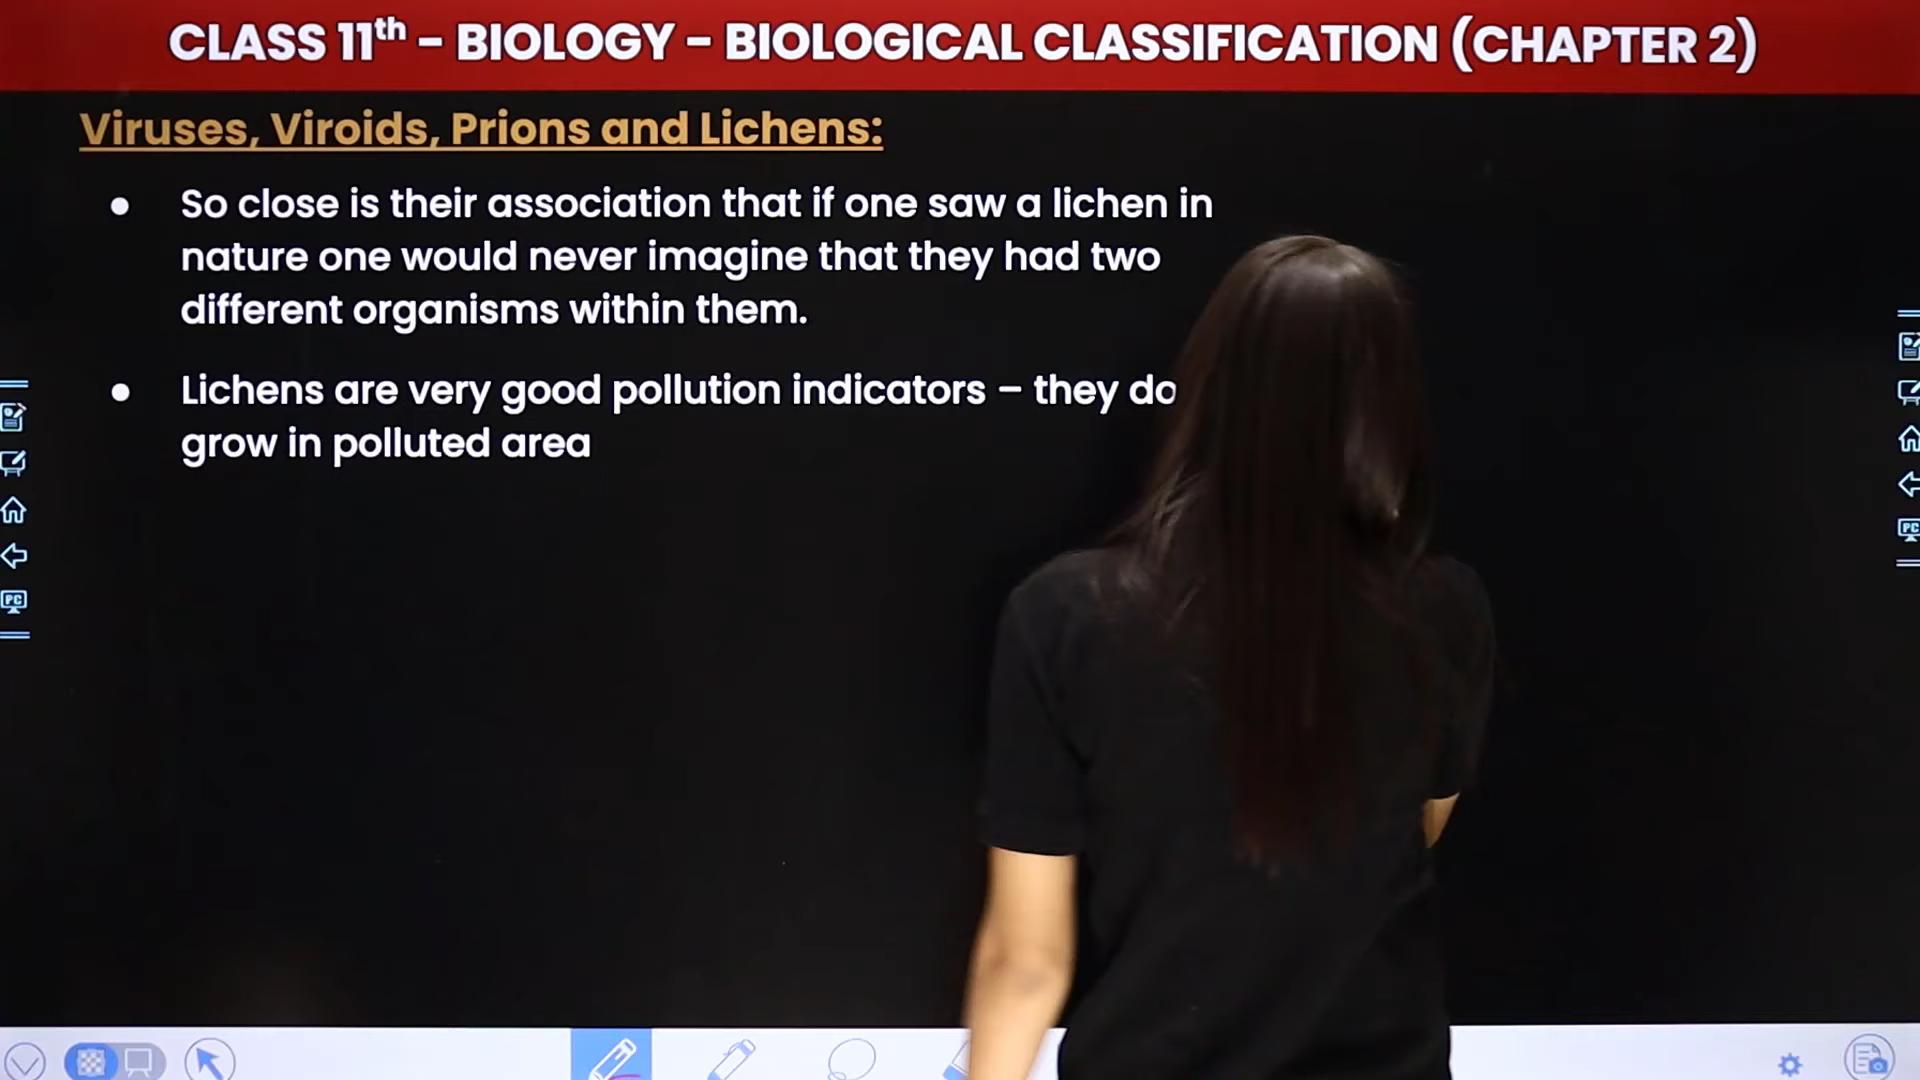 CLASS 11th - BIOLOGY - BIOLOGICAL CLASSIFICATION (CHAPTER 2)
Viruses, Viroids, Prions and Lichens:
● So close is their association that if one saw a lichen in
nature one would never imagine that they had two
different organisms within them.
● Lichens are very good pollution indicators – they do
grow in polluted area
PC
PC